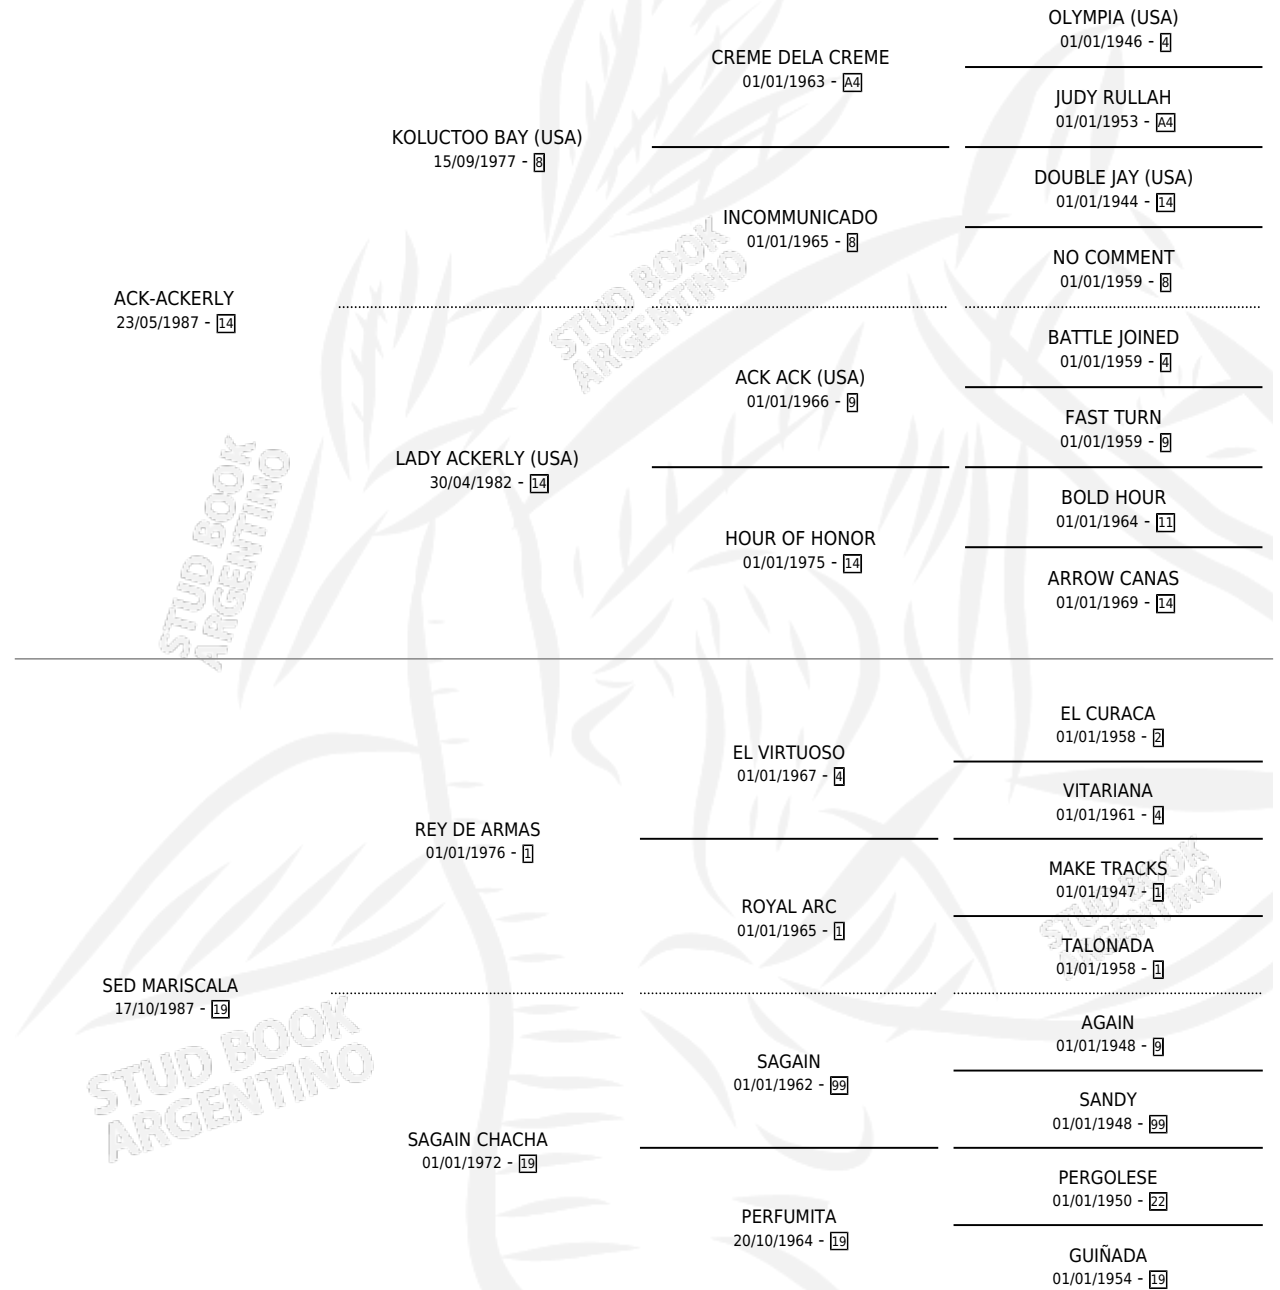 OLYMPIA (USA)
01/01/1946 - 4
CREME DELA CREME
01/01/1963 - A4
JUDY RULLAH
01/01/1953 - A4
KOLUCTOO BAY (USA)
15/09/1977 - 8
DOUBLE JAY (USA)
01/01/1944 - 14
INCOMMUNICADO
01/01/1965 - 8
NO COMMENT
01/01/1959 - 8
ACK-ACKERLY
23/05/1987 - 14
BATTLE JOINED
01/01/1959 - 4
ACK ACK (USA)
01/01/1966 - 9
FAST TURN
01/01/1959 - 9
LADY ACKERLY (USA)
30/04/1982 - 14
BOLD HOUR
01/01/1964 - 11
HOUR OF HONOR
01/01/1975 - 14
ARROW CANAS
01/01/1969 - 14
EL CURACA
01/01/1958 - 2
EL VIRTUOSO
01/01/1967 - 4
VITARIANA
01/01/1961 - 4
REY DE ARMAS
01/01/1976 - 1
MAKE TRACKS
01/01/1947 - 1
ROYAL ARC
01/01/1965 - 1
TALONADA
01/01/1958 - 1
SED MARISCALA
17/10/1987 - 19
AGAIN
01/01/1948 - 9
SAGAIN
01/01/1962 - 99
SANDY
01/01/1948 - 99
SAGAIN CHACHA
01/01/1972 - 19
PERGOLESE
01/01/1950 - 22
PERFUMITA
20/10/1964 - 19
GUIÑADA
01/01/1954 - 19
STUD BOOK
ARGENTINO
STUD BOOK
ARGENTINO
STUD BOOK
ARGENTINO
STUD BOOK
ARGENTINO